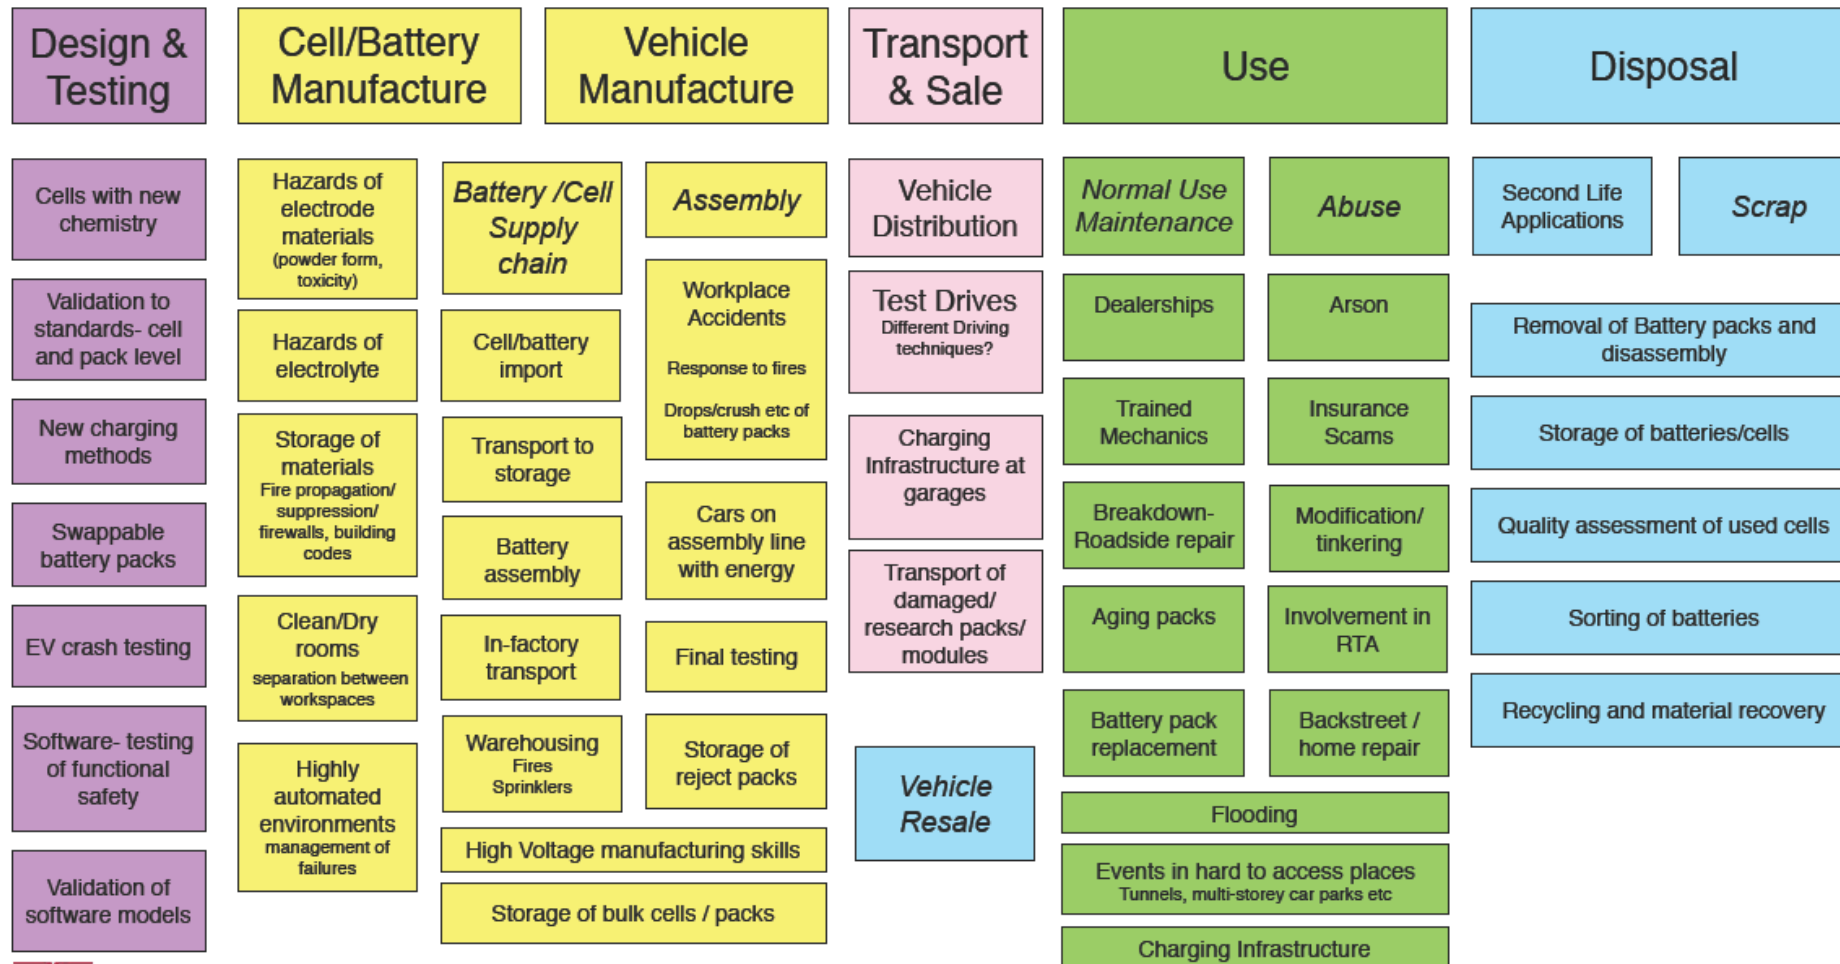 Design &
Testing
Cell/Battery
Manufacture
Vehicle
Manufacture
Transport
& Sale
Use
Disposal
Cells with new
chemistry
Validation to
standards- cell
and pack level
New charging
methods
Swappable
battery packs
EV crash testing
Software- testing
of functional
safety
Validation of
software models
Hazards of
electrode
materials
(powder form,
toxicity)
Hazards of
electrolyte
Storage of
materials
Fire propagation/
suppression/
firewalls, building
codes
Clean/Dry
rooms
separation between
workspaces
Highly
automated
environments
management of
failures
Battery /Cell
Supply
chain
Cell/battery
import
Transport to
storage
Battery
assembly
In-factory
transport
Warehousing
Fires
Sprinklers
Assembly
Workplace
Accidents
Response to fires
Drops/crush etc of
battery packs
Cars on
assembly line
with energy
Final testing
Storage of
reject packs
High Voltage manufacturing skills
Storage of bulk cells / packs
Vehicle
Distribution
Test Drives
Different Driving
techniques?
Charging
Infrastructure at
garages
Transport of
damaged/
research packs/
modules
Vehicle
Resale
Normal Use
Maintenance
Dealerships
Trained
Mechanics
Breakdown-
Roadside repair
Aging packs
Battery pack
replacement
Abuse
Arson
Insurance
Scams
Modification/
tinkering
Involvement in
RTA
Backstreet /
home repair
Flooding
Events in hard to access places
Tunnels, multi-storey car parks etc
Charging Infrastructure
Second Life
Applications
Scrap
Removal of Battery packs and
disassembly
Storage of batteries/cells
Quality assessment of used cells
Sorting of batteries
Recycling and material recovery